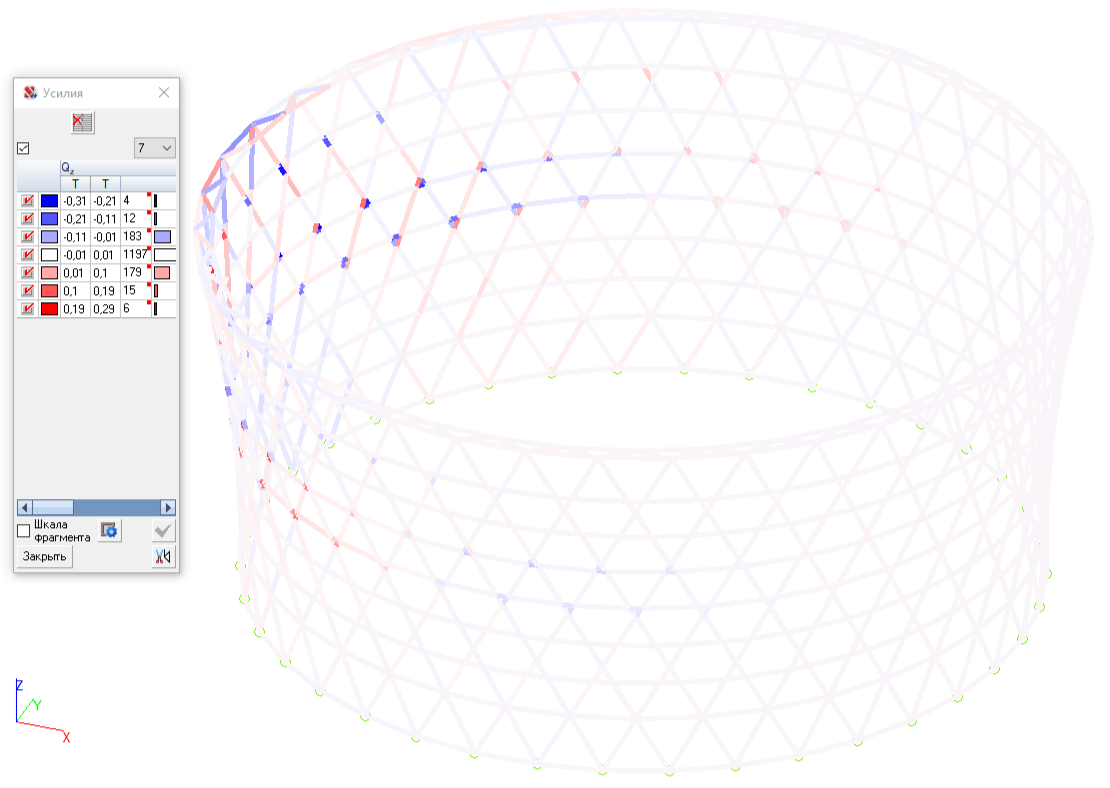 Усилия
7
Qz
T T
-0,31 -0,21 4
-0,21 -0,11 12
-0,11 -0,01 183
-0,01 0,01 1197
0,01 0,1 179
0,1 0,19 15
0,19 0,29 6
Шкала
фрагмента
Закрыть
Z
Y
X